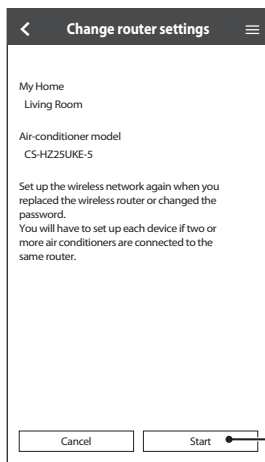 Change router settings
My Home
Living Room
Air-conditioner model
CS-HZ25UKE-5
Set up the wireless network again when you
replaced the wireless router or changed the
password.
You will have to set up each device if two or
more air conditioners are connected to the
same router.
Cancel
Start